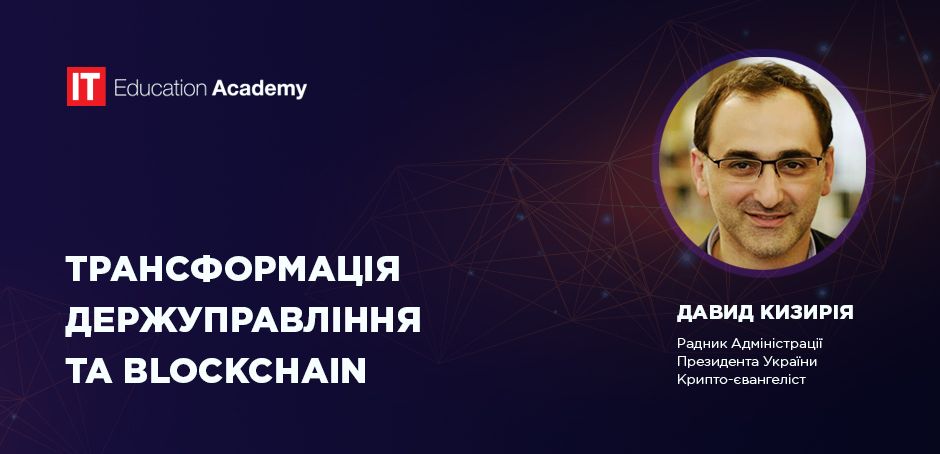 IT Education Academy
ТРАНСФОРМАЦІЯ
ДЕРЖУПРАВЛІННЯ
ТА BLOCKCHAIN
ДАВИД КИЗИРІЯ
Радник Адміністрації
Президента України
Крипто-євангеліст